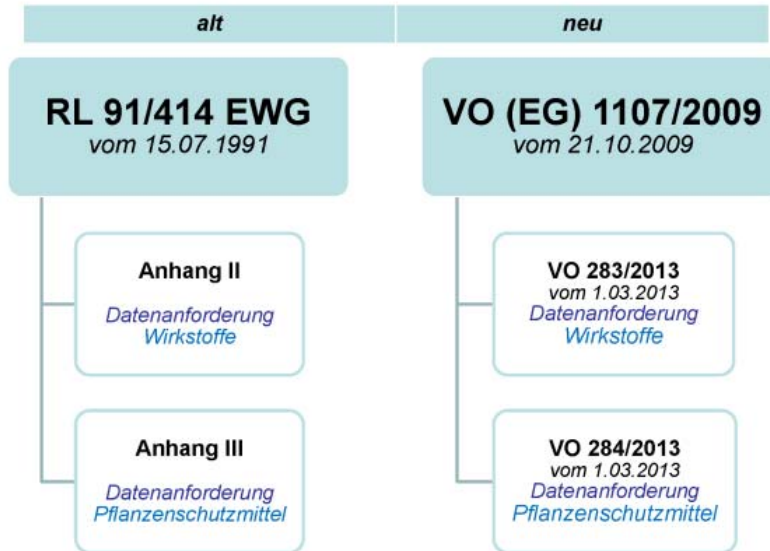 alt
neu
RL 91/414 EWG
vom 15.07.1991
VO (EG) 1107/2009
vom 21.10.2009
Anhang II
Datenanforderung
Wirkstoffe
VO 283/2013
vom 1.03.2013
Datenanforderung
Wirkstoffe
Anhang III
Datenanforderung
Pflanzenschutzmittel
VO 284/2013
vom 1.03.2013
Datenanforderung
Pflanzenschutzmittel